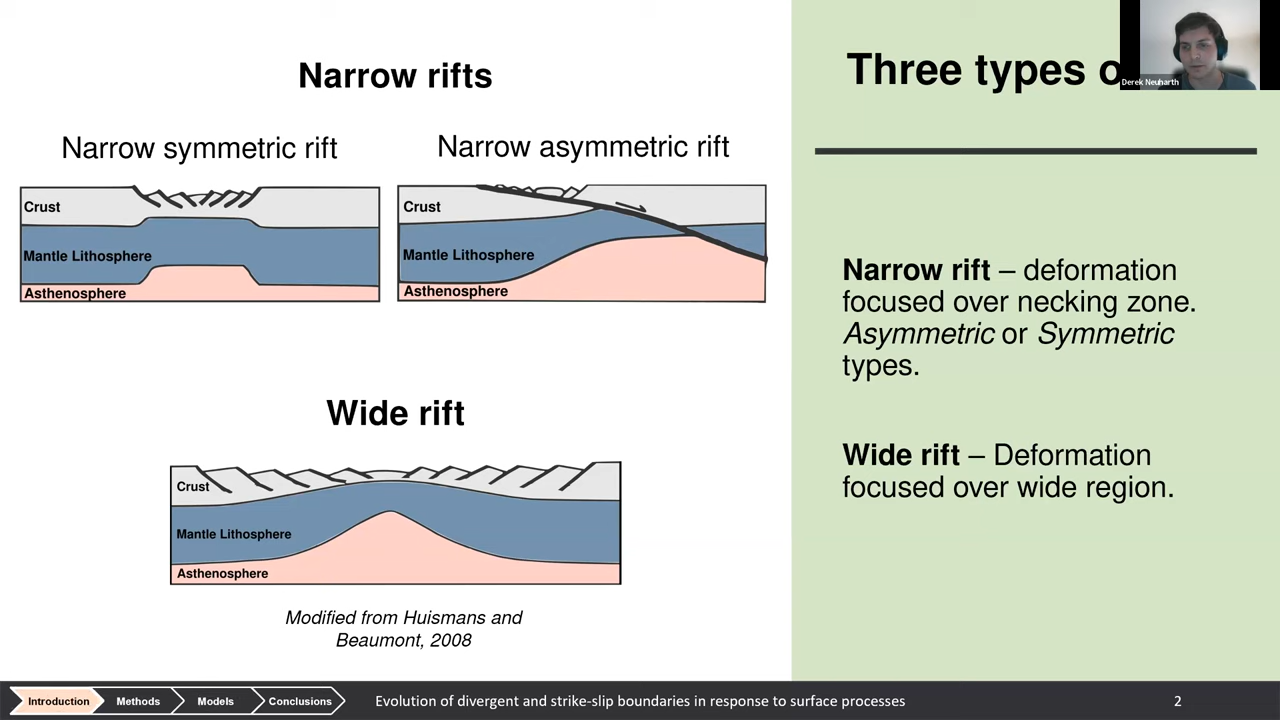 Narrow rifts
Narrow symmetric rift
Narrow asymmetric rift
Crust
Mantle Lithosphere
Asthenosphere
Crust
Mantle Lithosphere
Asthenosphere
Wide rift
Crust
Mantle Lithosphere
Asthenosphere
Modified from Huismans and
Beaumont, 2008
Three types
Derek Neuharth
Narrow rift – deformation
focused over necking zone.
Asymmetric or Symmetric
types.
Wide rift – Deformation
focused over wide region.
Introduction
Methods
Models
Conclusions
Evolution of divergent and strike-slip boundaries in response to surface processes
2